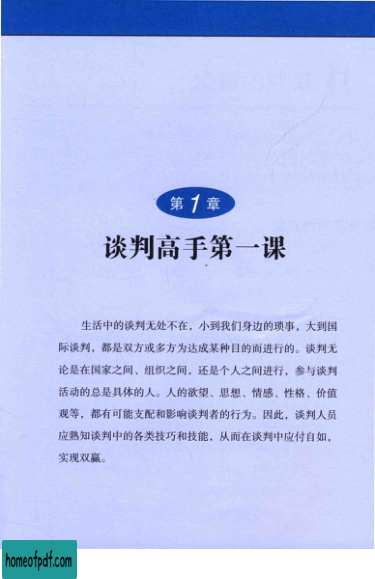 第1章
谈判高手第一课
生活中的谈判无处不在，小到我们身边的琐事，大到国
际谈判，都是双方或多方为达成某种目的而进行的。谈判无
论是在国家之间、组织之间，还是个人之间进行，参与谈判
活动的总是具体的人。人的欲望、思想、情感、性格、价值
观等，都有可能支配和影响谈判者的行为。因此，谈判人员
应熟知谈判中的各类技巧和技能，从而在谈判中应付自如，
实现双赢。
homeofpdf.com